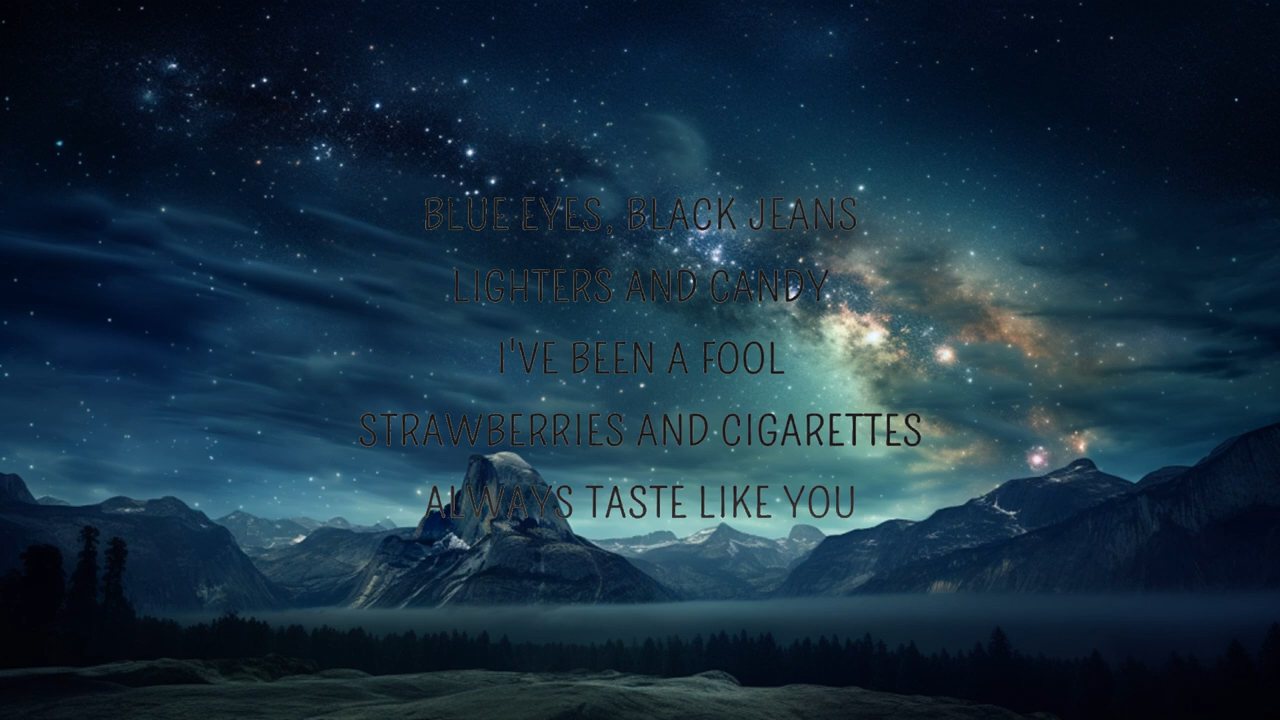 BLUE EYES, BLACK JEANS
LIGHTERS AND CANDY
I'VE BEEN A FOOL
STRAWBERRIES AND CIGARETTES
ALWAYS TASTE LIKE YOU